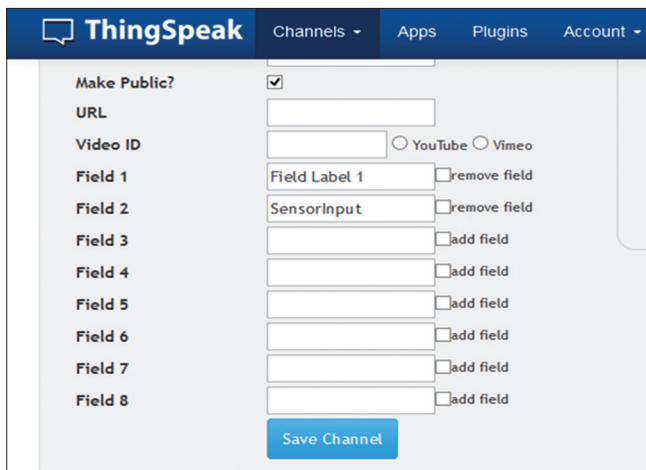 ThingSpeak Channels Apps Plugins Account
Make Public?
URL
Video ID YouTube Vimeo
Field 1 Field Label 1 remove field
Field 2 SensorInput remove field
Field 3 add field
Field 4 add field
Field 5 add field
Field 6 add field
Field 7 add field
Field 8 add field
Save Channel